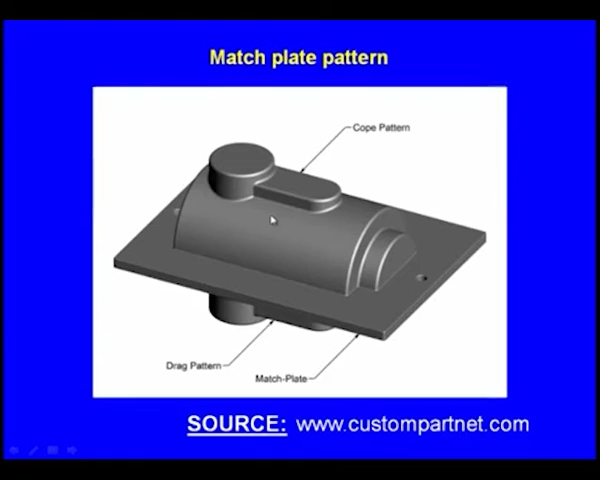 Match plate pattern
Cope Pattern
Drag Pattern
Match-Plate
SOURCE: www.custompartnet.com